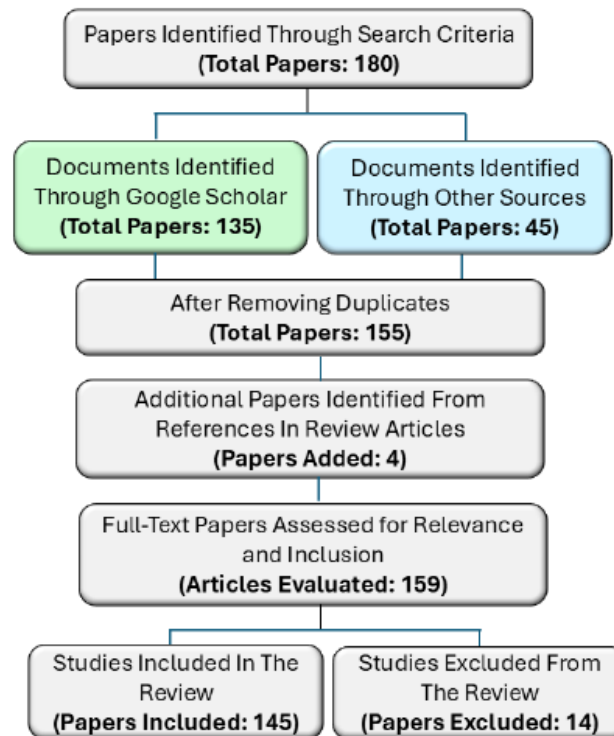 Papers Identified Through Search Criteria
(Total Papers: 180)
Documents Identified
Through Google Scholar
(Total Papers: 135)
Documents Identified
Through Other Sources
(Total Papers: 45)
After Removing Duplicates
(Total Papers: 155)
Additional Papers Identified From
References In Review Articles
(Papers Added: 4)
Full-Text Papers Assessed for Relevance
and Inclusion
(Articles Evaluated: 159)
Studies Included In The
Review
(Papers Included: 145)
Studies Excluded From
The Review
(Papers Excluded: 14)